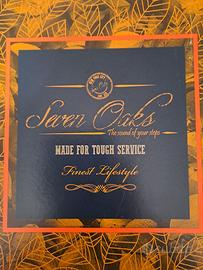 Seven Oaks
The sound of your steps
MADE FOR TOUGH SERVICE
Finest Lifestyle